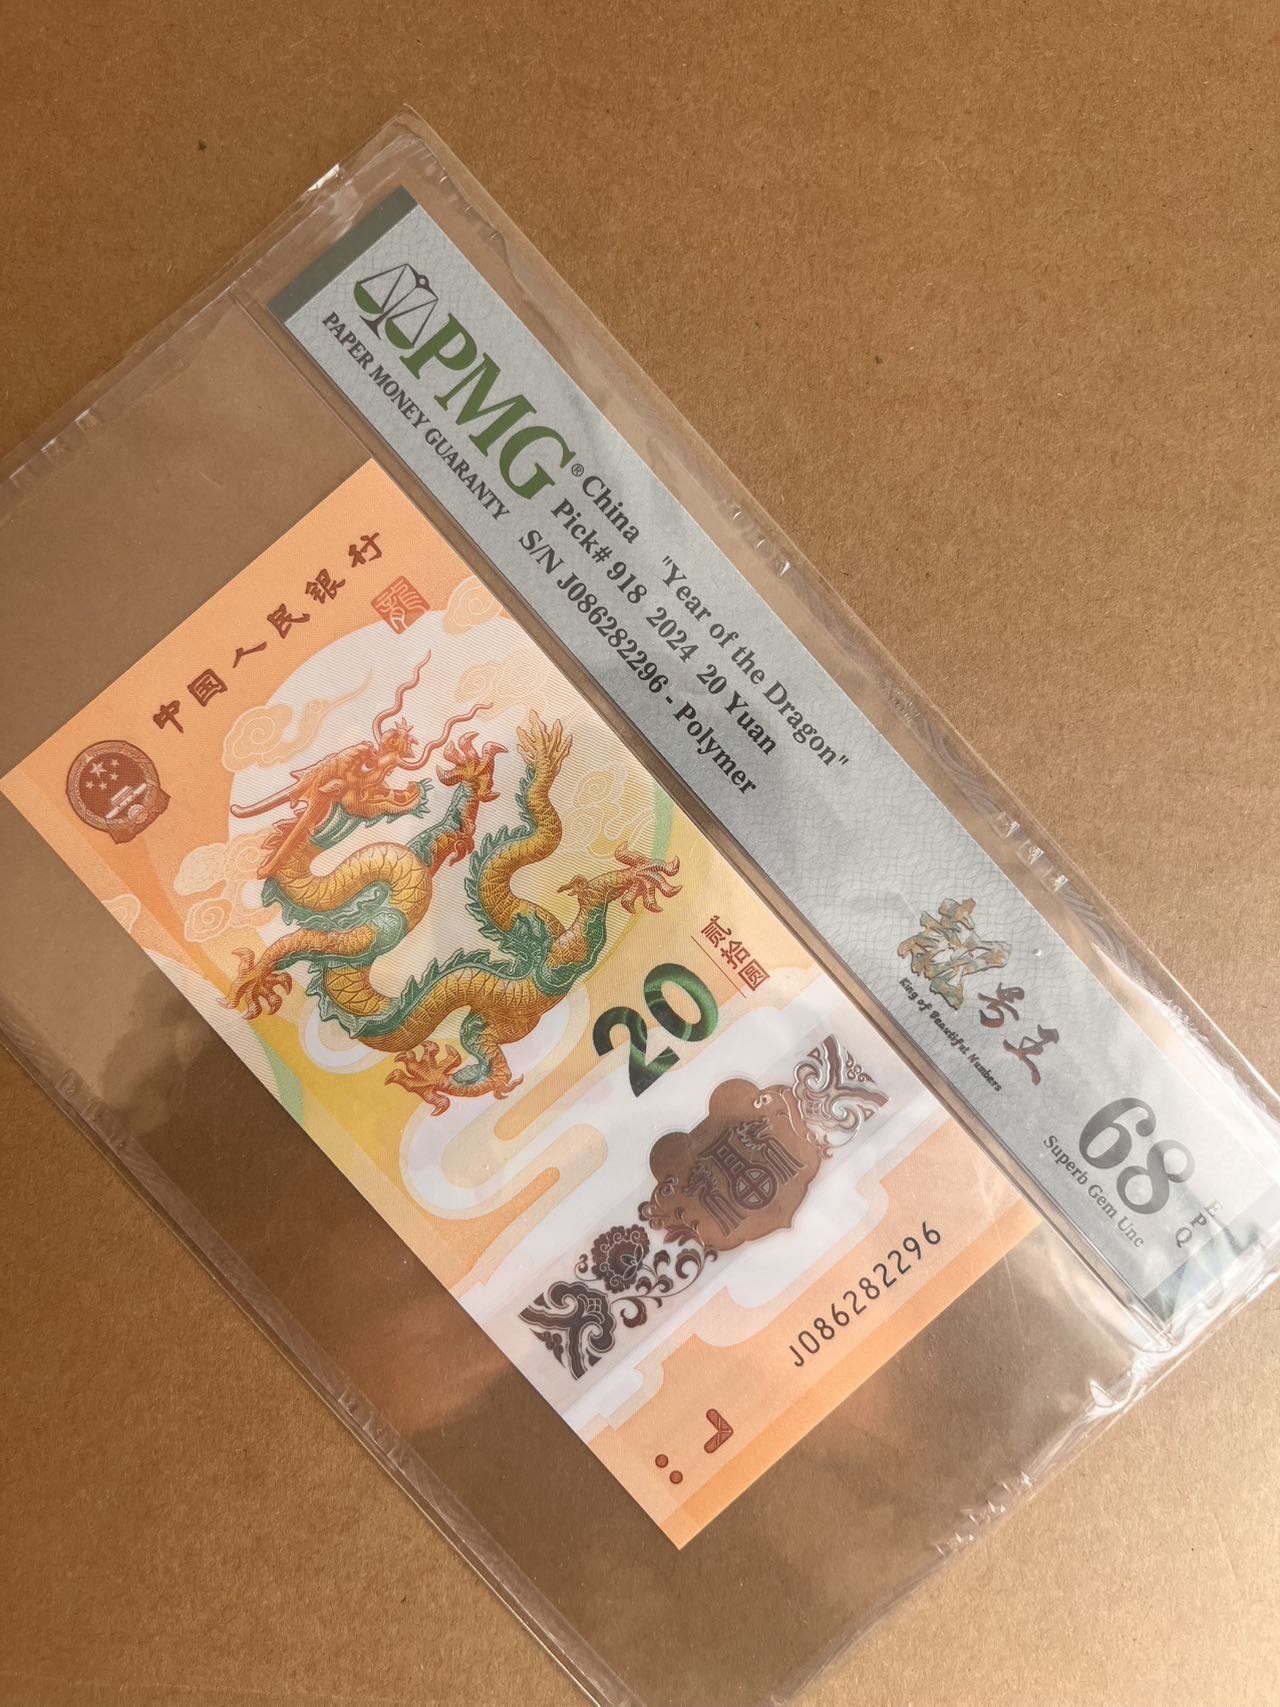 PMG®
PAPER MONEY GUARANTY
China "Year of the Dragon"
Pick# 918 2024 20 Yuan
S/N J086282296 - Polymer
号王
King of Beautiful Numbers
68 EPQ
Superb Gem Unc
中国人民银行
贰拾圆
20
福
J086282296